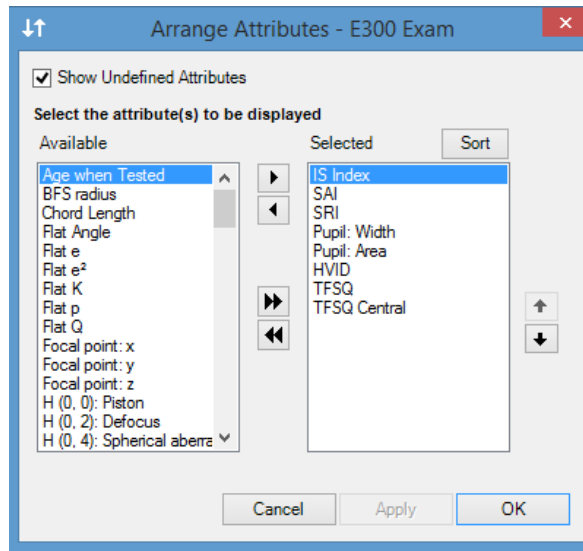 Arrange Attributes - E300 Exam
Show Undefined Attributes
Select the attribute(s) to be displayed
Available
Selected
Sort
Age when Tested
BFS radius
Chord Length
Flat Angle
Flat e
Flat e²
Flat K
Flat p
Flat Q
Focal point: x
Focal point: y
Focal point: z
H (0, 0): Piston
H (0, 2): Defocus
H (0, 4): Spherical aberra
IS Index
SAI
SRI
Pupil: Width
Pupil: Area
HVID
TFSQ
TFSQ Central
Cancel
Apply
OK